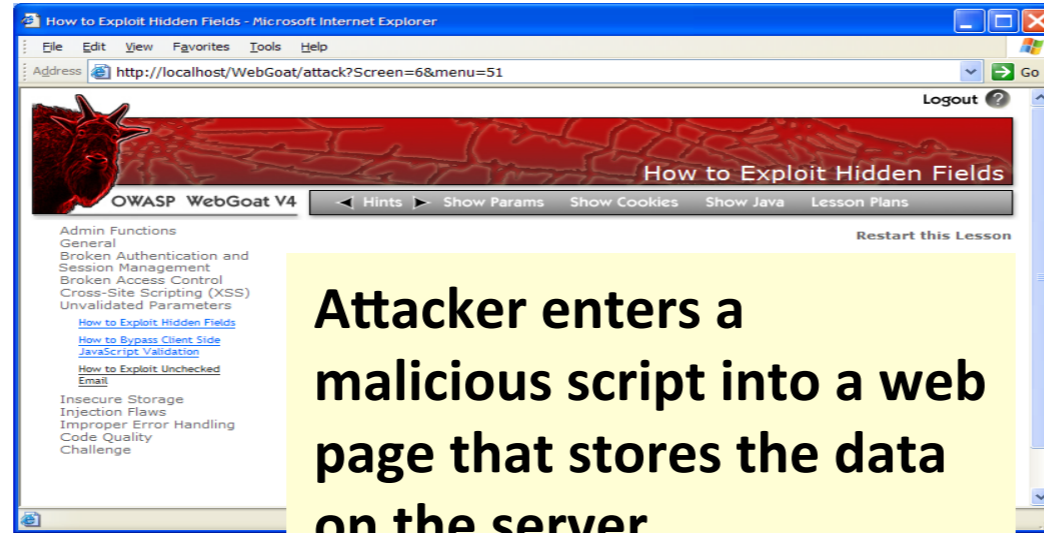 How to Exploit Hidden Fields - Microsoft Internet Explorer
File Edit View Favorites Tools Help
Address http://localhost/WebGoat/attack?Screen=6&menu=51 Go
Logout ?
How to Exploit Hidden Fields
OWASP WebGoat V4 Hints Show Params Show Cookies Show Java Lesson Plans
Restart this Lesson
Admin Functions
General
Broken Authentication and
Session Management
Broken Access Control
Cross-Site Scripting (XSS)
Unvalidated Parameters
How to Exploit Hidden Fields
How to Bypass Client Side
JavaScript Validation
How to Exploit Unchecked
Email
Insecure Storage
Injection Flaws
Improper Error Handling
Code Quality
Challenge
Attacker enters a
malicious script into a web
page that stores the data
on the server